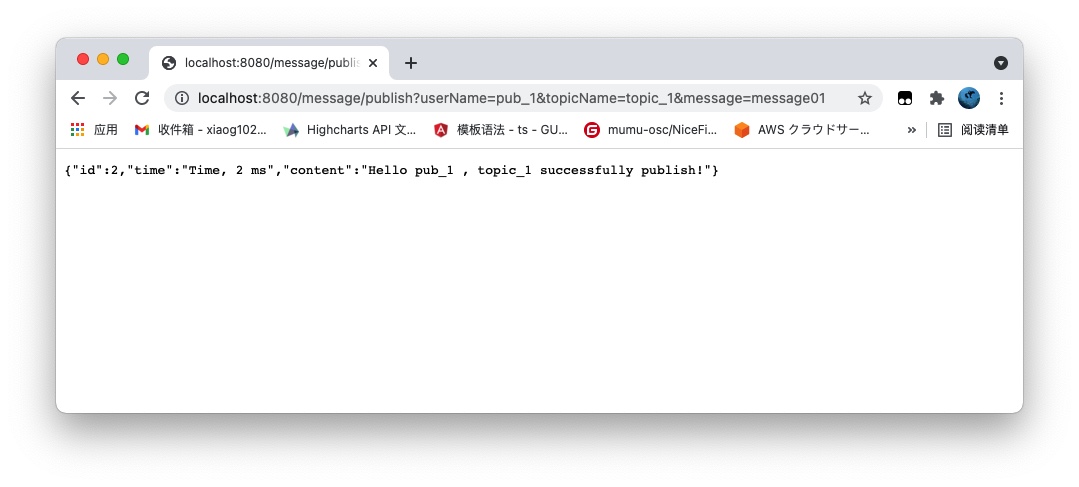 localhost:8080/message/publis
localhost:8080/message/publish?userName=pub_1&topicName=topic_1&message=message01
应用 收件箱 - xiaog102... Highcharts API 文... 模板语法 - ts - GU... mumu-osc/NiceFi... AWS クラウドサー... » 阅读清单
{"id":2,"time":"Time, 2 ms","content":"Hello pub_1 , topic_1 successfully publish!"}